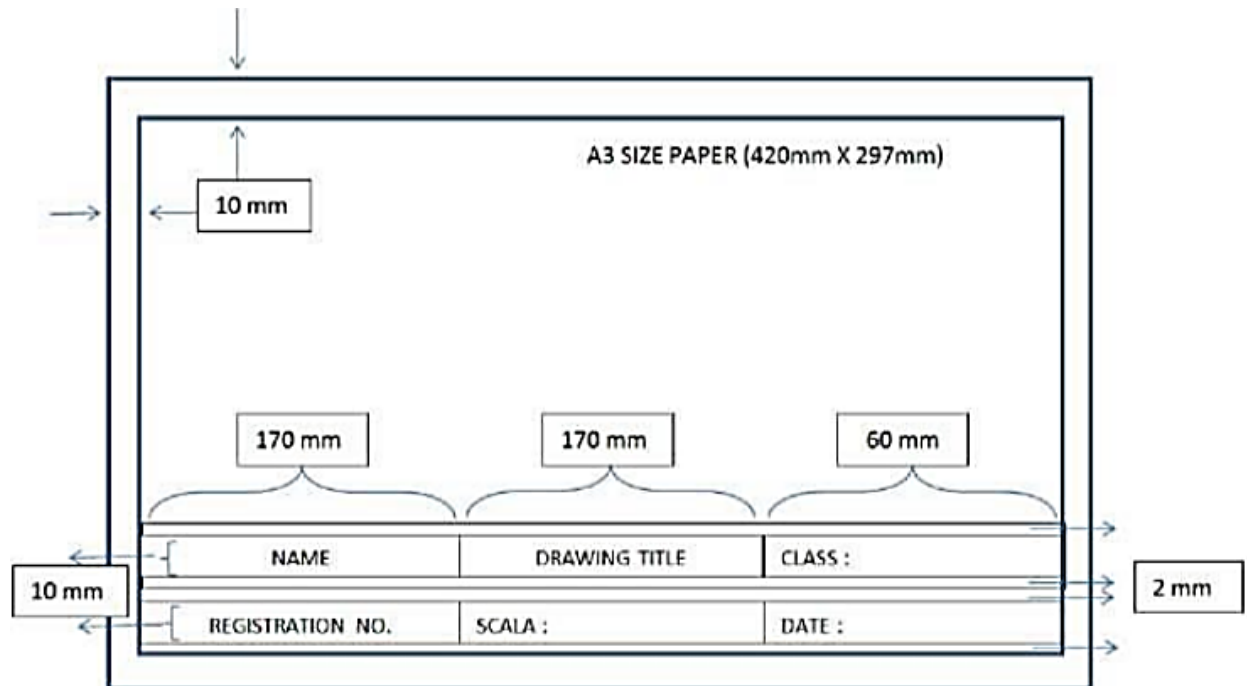 A3 SIZE PAPER (420mm X 297mm)
10 mm
170 mm 170 mm 60 mm
NAME DRAWING TITLE CLASS :
10 mm 2 mm
REGISTRATION NO. SCALA : DATE :